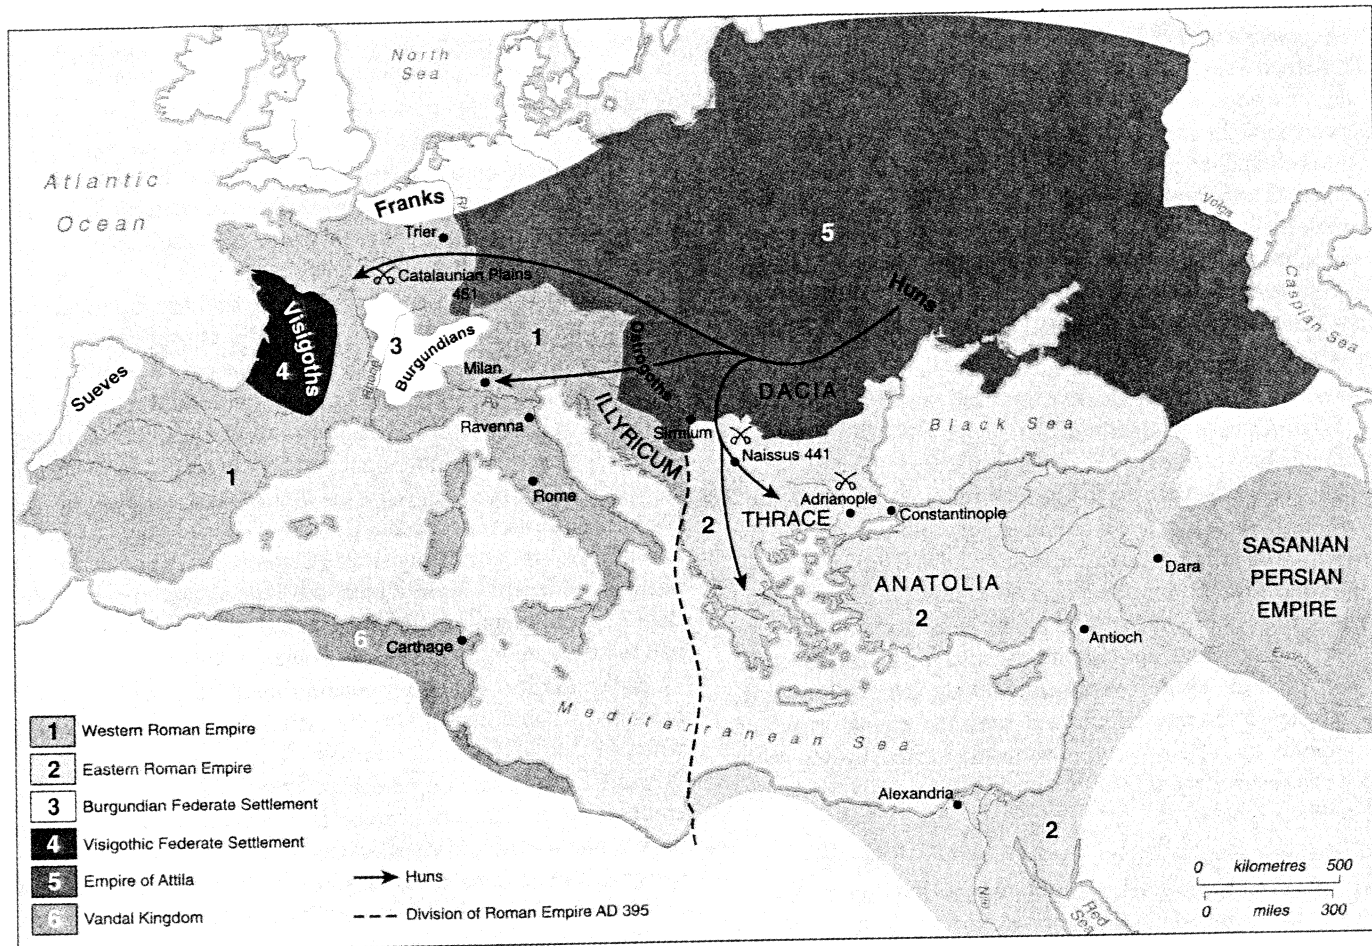 North
Sea
Atlantic
Ocean
Franks
Trier
Volga
5
Catalaunian Plains
451
Huns
Caspian Sea
Visigoths
4
3
Burgundians
1
Ostrogoths
Sueves
Milan
Po
DACIA
ILLYRICUM
Ravenna
Sirmium
Black Sea
Naissus 441
1
Rome
Adrianople
2
THRACE
Constantinople
SASANIAN
PERSIAN
EMPIRE
Dara
ANATOLIA
2
6
Carthage
Antioch
Mediterranean Sea
Alexandria
2
Nile
Red
Sea
1 Western Roman Empire
2 Eastern Roman Empire
3 Burgundian Federate Settlement
4 Visigothic Federate Settlement
5 Empire of Attila
6 Vandal Kingdom
Huns
Division of Roman Empire AD 395
0 kilometres 500
0 miles 300